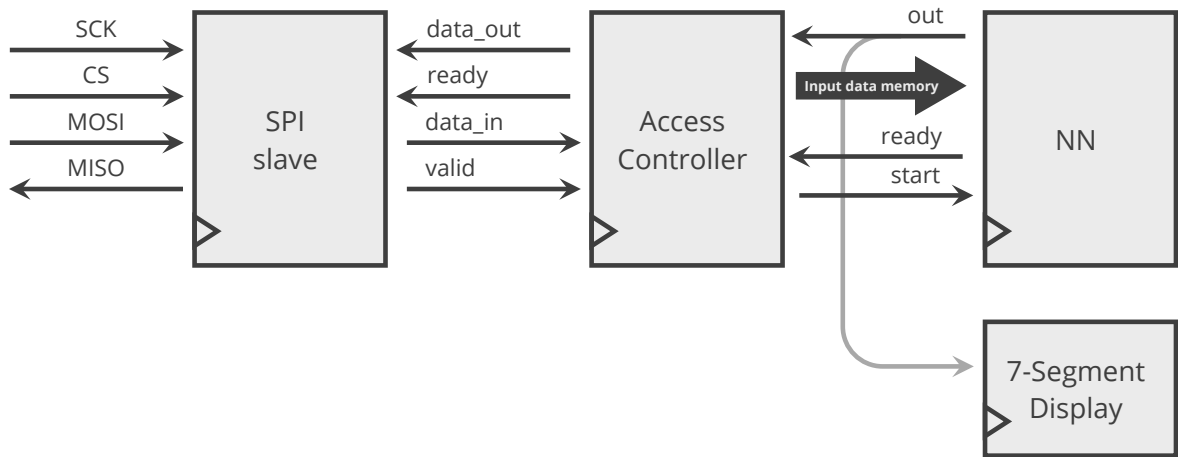 SCK
CS
MOSI
MISO
SPI
slave
data_out
ready
data_in
valid
Access
Controller
out
Input data memory
ready
start
NN
7-Segment
Display